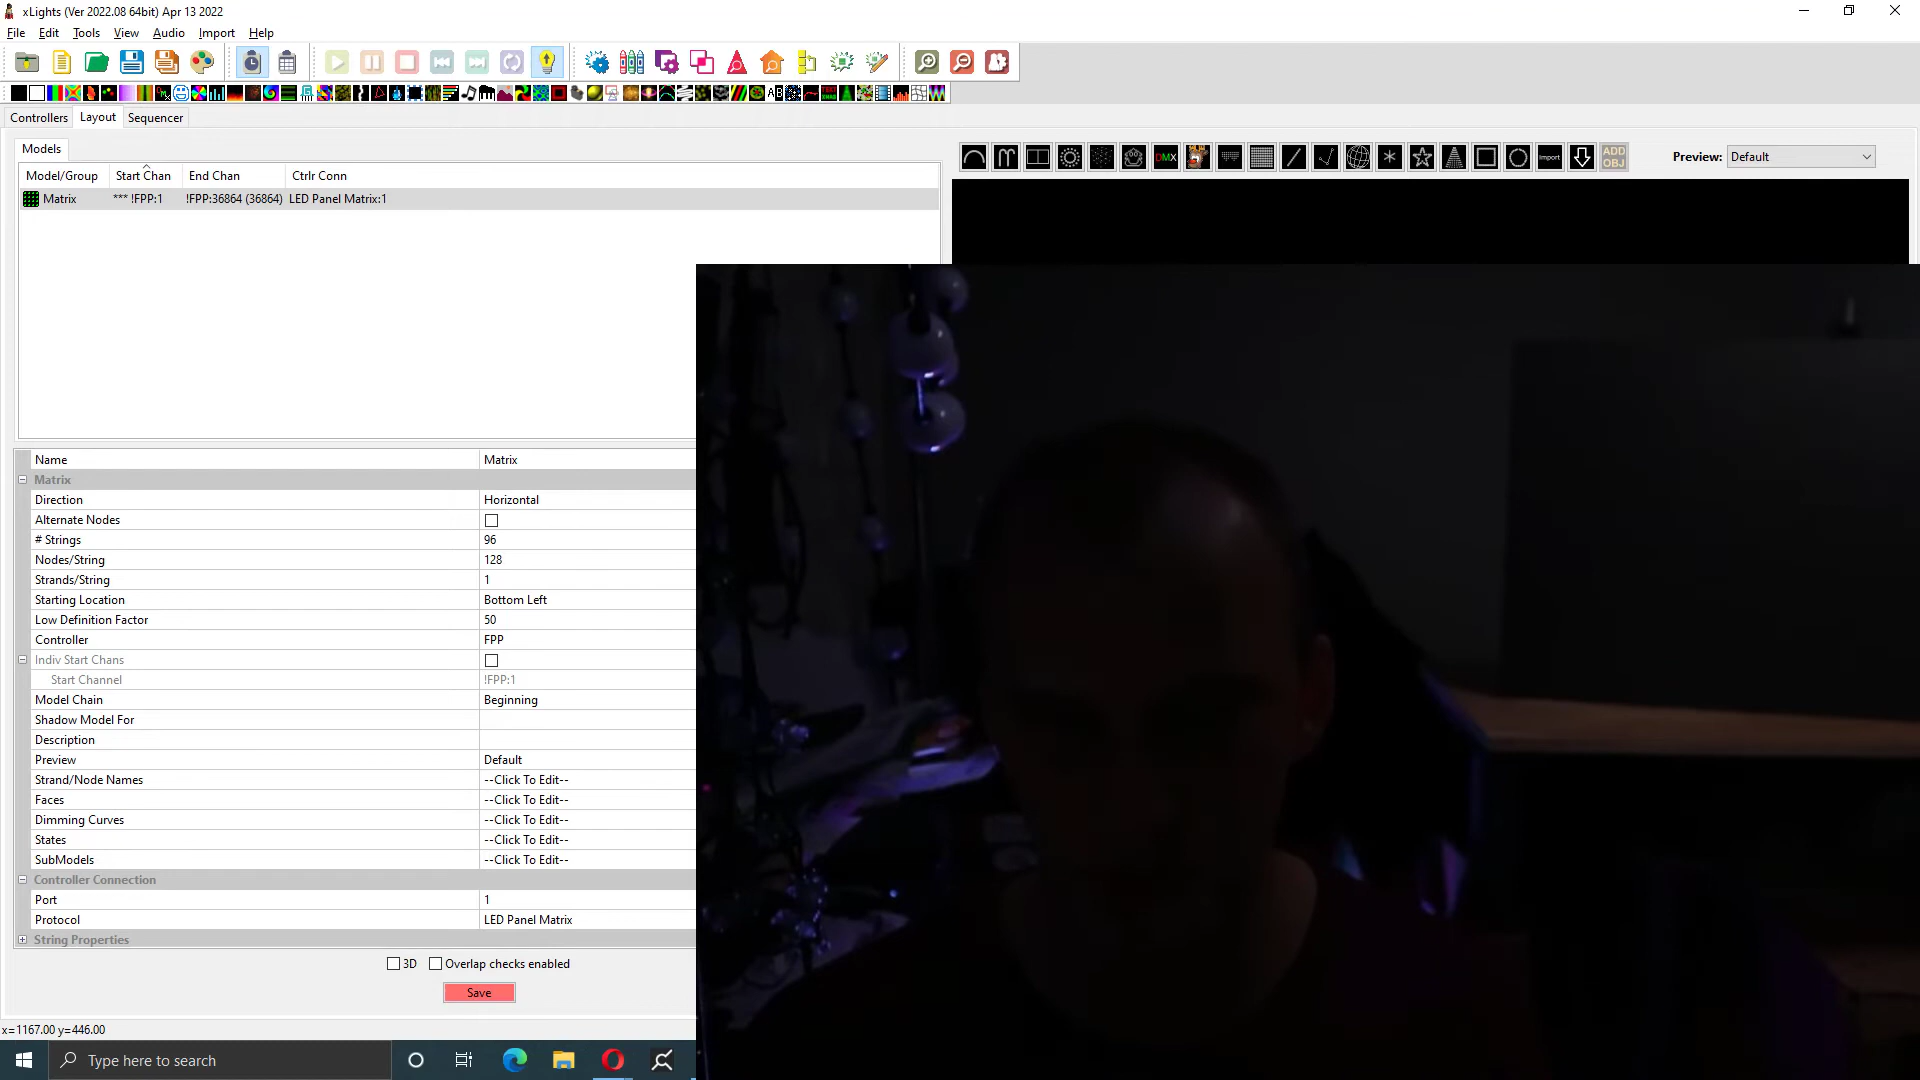 xLights (Ver 2022.08 64bit) Apr 13 2022
File Edit Tools View Audio Import Help
Controllers Layout Sequencer
Models
DMX
Import
ADD OBJ
Preview: Default
Model/Group Start Chan End Chan Ctrlr Conn
Matrix *** !FPP:1 !FPP:36864 (36864) LED Panel Matrix:1
Name Matrix
Matrix
Direction Horizontal
Alternate Nodes
# Strings 96
Nodes/String 128
Strands/String 1
Starting Location Bottom Left
Low Definition Factor 50
Controller FPP
Indiv Start Chans
Start Channel !FPP:1
Model Chain Beginning
Shadow Model For
Description
Preview Default
Strand/Node Names --Click To Edit--
Faces --Click To Edit--
Dimming Curves --Click To Edit--
States --Click To Edit--
SubModels --Click To Edit--
Controller Connection
Port 1
Protocol LED Panel Matrix
String Properties
3D Overlap checks enabled
Save
x=1167.00 y=446.00
Type here to search